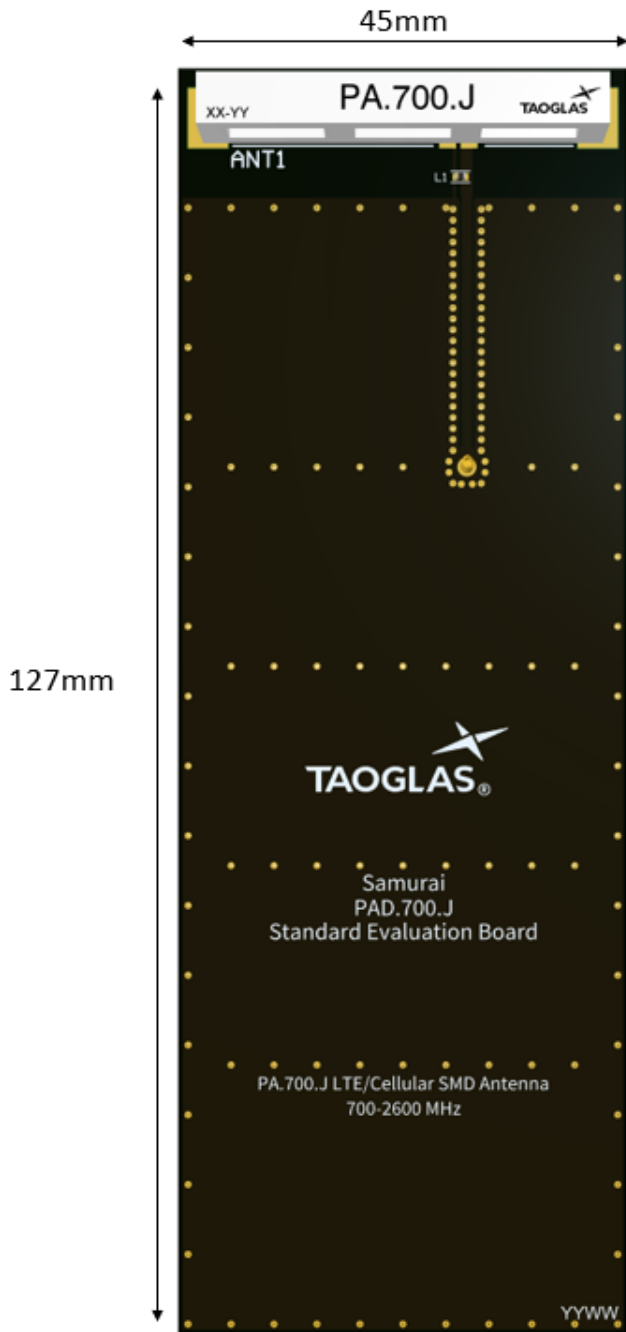 45mm
XX-YY
PA.700.J
TAOGLAS
ANT1
L1
127mm
TAOGLAS®
Samurai
PAD.700.J
Standard Evaluation Board
PA.700.J LTE/Cellular SMD Antenna
700-2600 MHz
YYWW